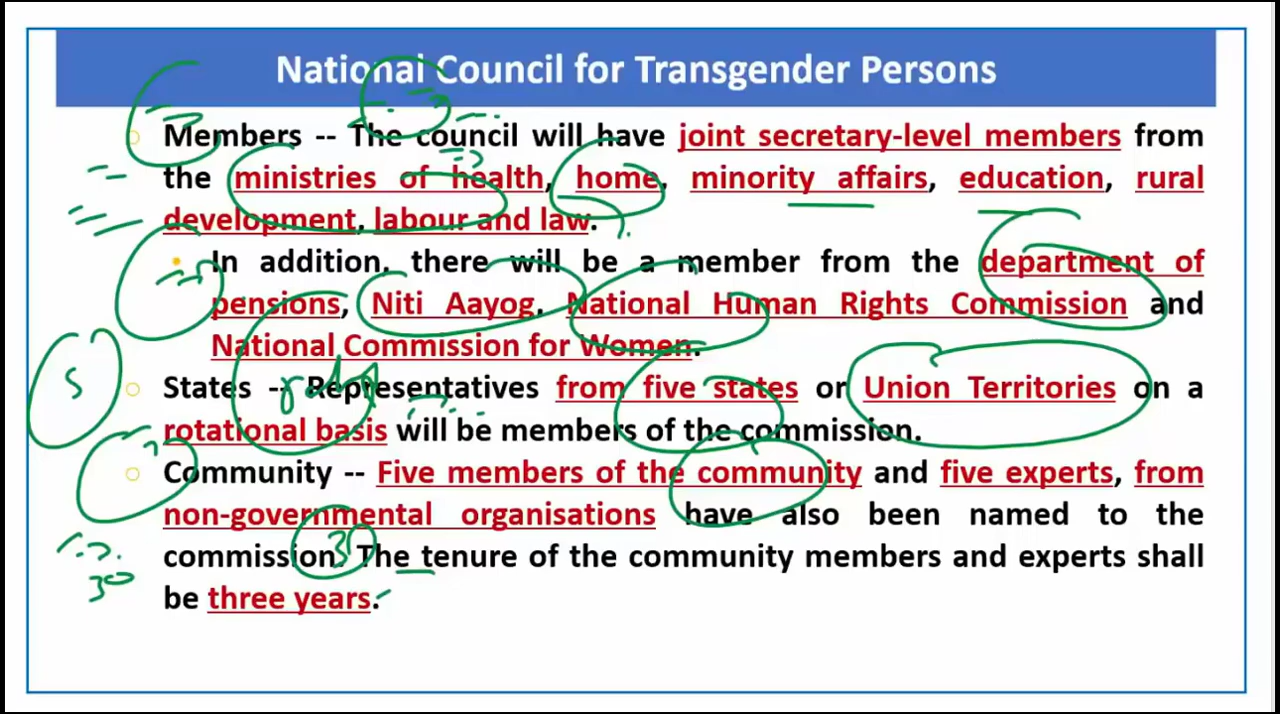 National Council for Transgender Persons
Members -- The council will have joint secretary-level members from
the ministries of health, home, minority affairs, education, rural
development, labour and law.
In addition, there will be a member from the department of
pensions, Niti Aayog, National Human Rights Commission and
National Commission for Women.
States -- Representatives from five states or Union Territories on a
rotational basis will be members of the commission.
5
Community -- Five members of the community and five experts, from
non-governmental organisations have also been named to the
commission. The tenure of the community members and experts shall
30
30
be three years.